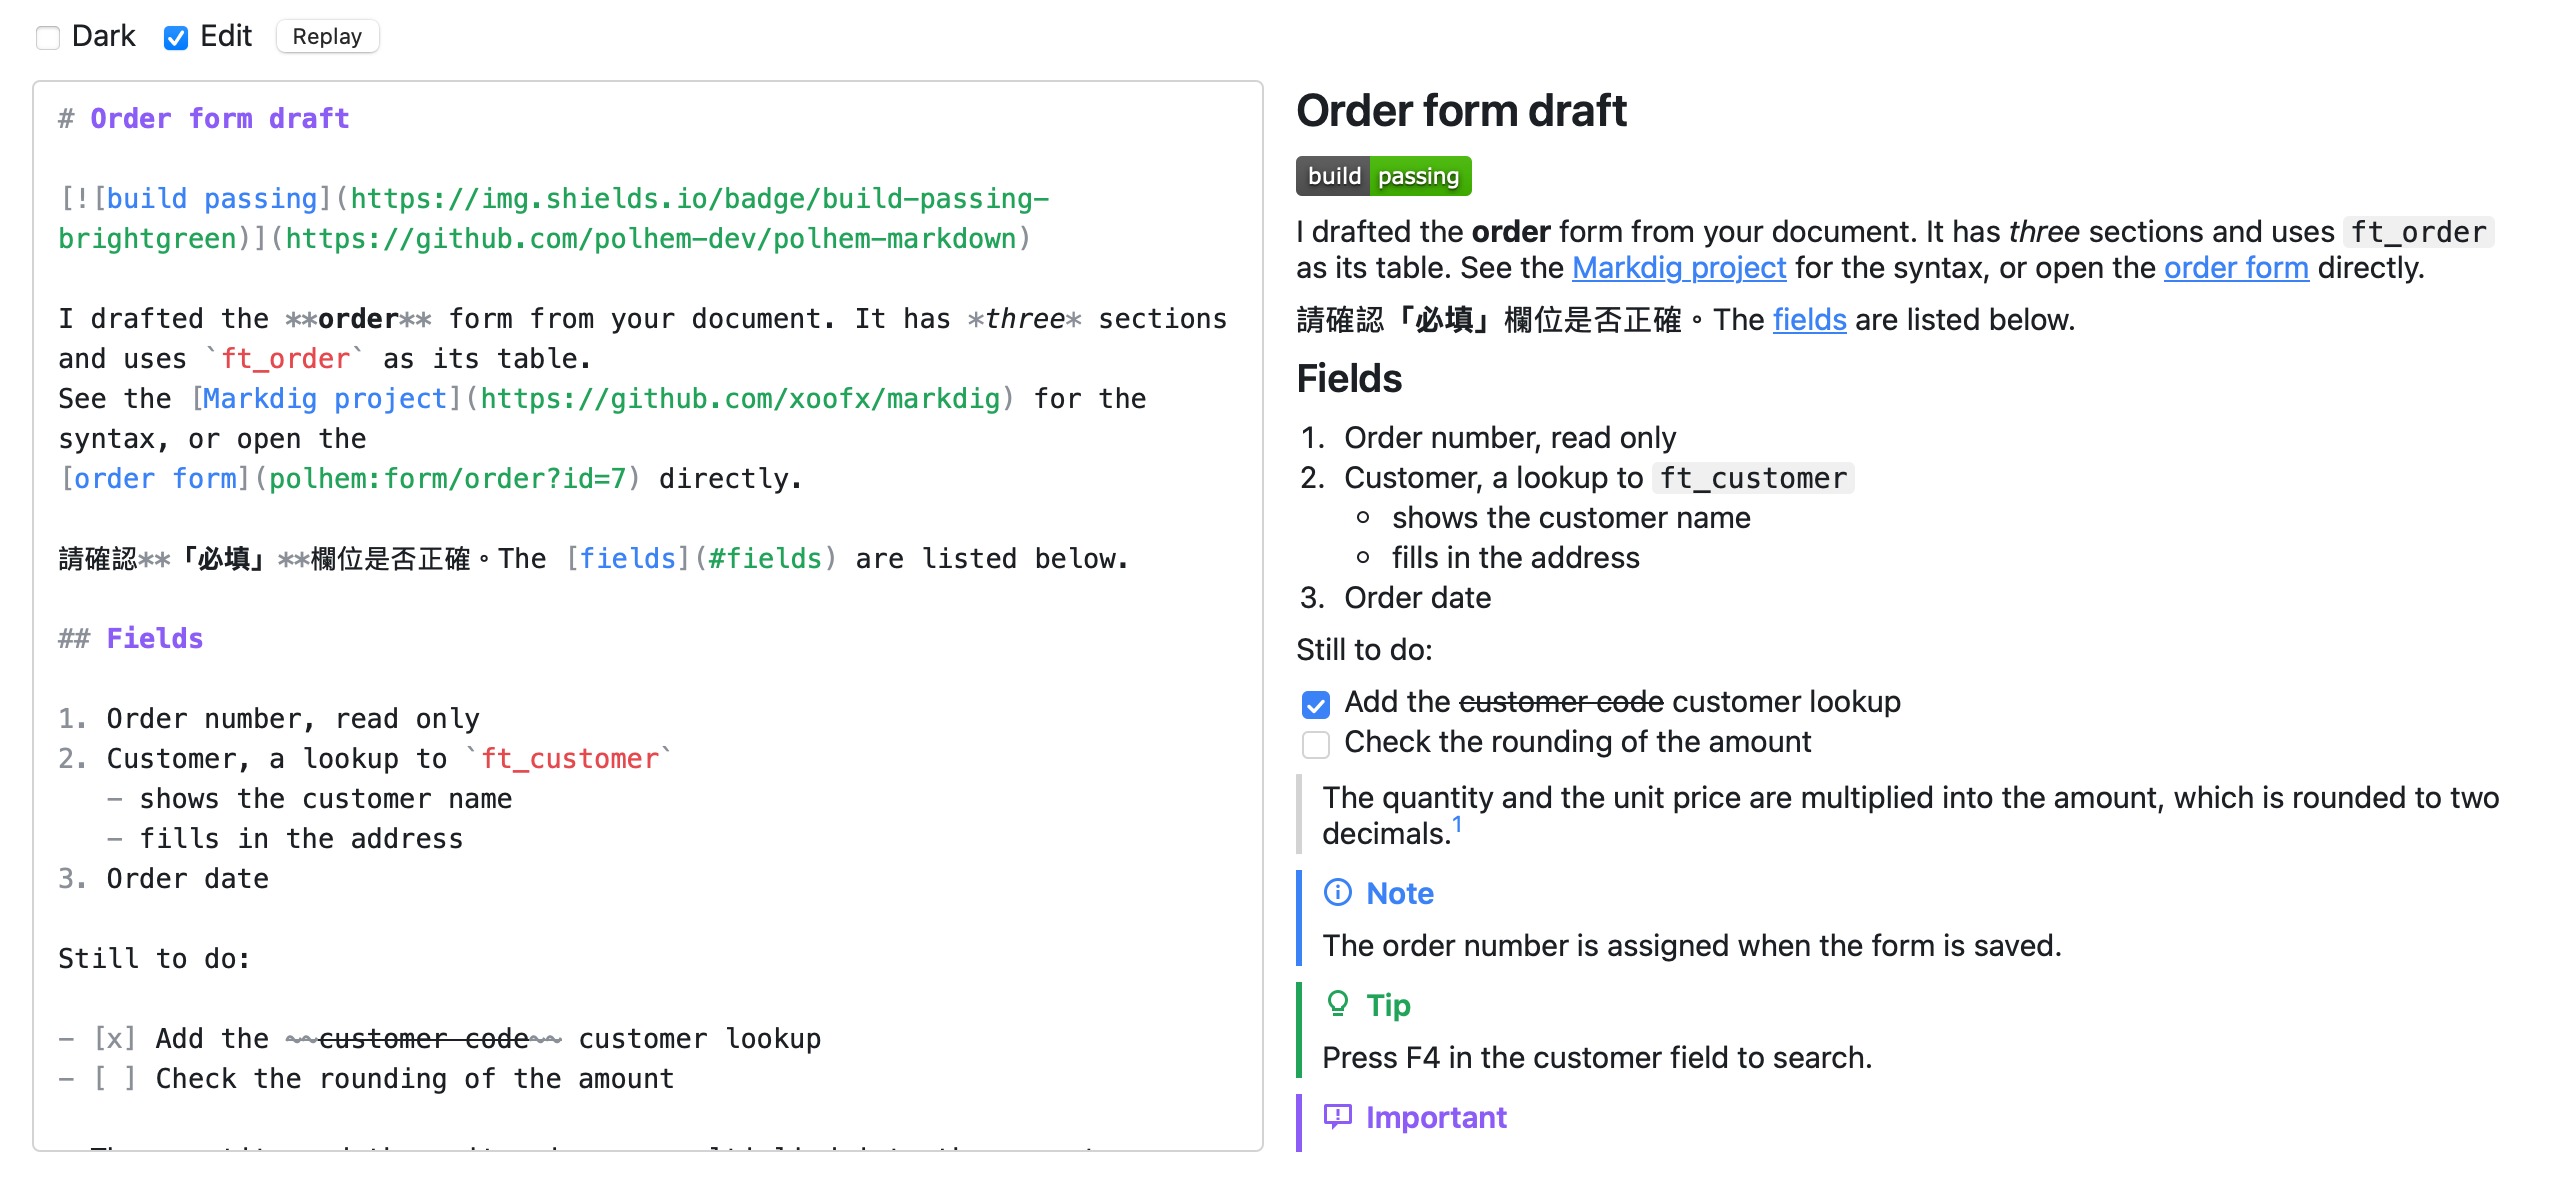 Dark Edit Replay
# Order form draft
[![build passing](https://img.shields.io/badge/build-passing-
brightgreen)](https://github.com/polhem-dev/polhem-markdown)
I drafted the **order** form from your document. It has *three* sections
and uses `ft_order` as its table.
See the [Markdig project](https://github.com/xoofx/markdig) for the
syntax, or open the
[order form](polhem:form/order?id=7) directly.
請確認**「必填」**欄位是否正確。The [fields](#fields) are listed below.
## Fields
1. Order number, read only
2. Customer, a lookup to `ft_customer`
- shows the customer name
- fills in the address
3. Order date
Still to do:
- [x] Add the ~~customer code~~ customer lookup
- [ ] Check the rounding of the amount
Order form draft
build passing
I drafted the order form from your document. It has three sections and uses ft_order
as its table. See the Markdig project for the syntax, or open the order form directly.
請確認「必填」欄位是否正確。The fields are listed below.
Fields
1. Order number, read only
2. Customer, a lookup to ft_customer
shows the customer name
fills in the address
3. Order date
Still to do:
Add the customer code customer lookup
Check the rounding of the amount
The quantity and the unit price are multiplied into the amount, which is rounded to two
decimals.1
Note
The order number is assigned when the form is saved.
Tip
Press F4 in the customer field to search.
Important